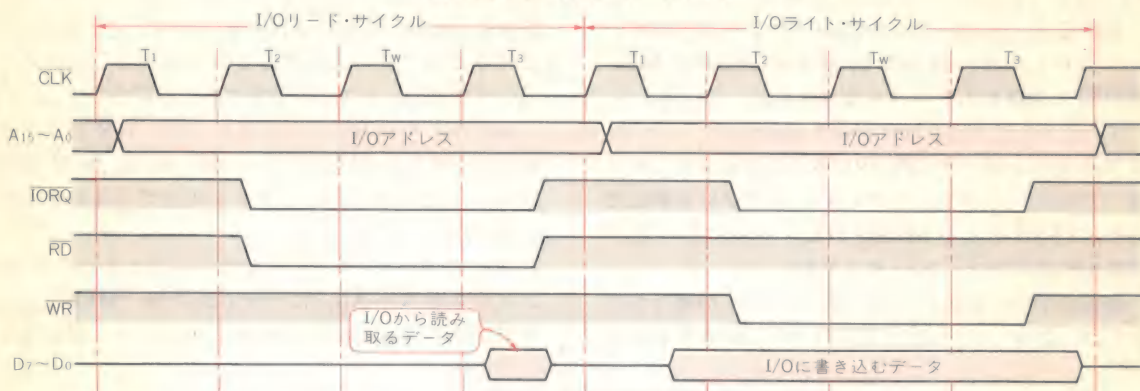 I/Oリード・サイクル
I/Oライト・サイクル
T1 T2 TW T3 T1 T2 TW T3
CLK
A15~A0
I/Oアドレス
I/Oアドレス
IORQ
RD
WR
I/Oから読み
取るデータ
D7~D0
I/Oに書き込むデータ